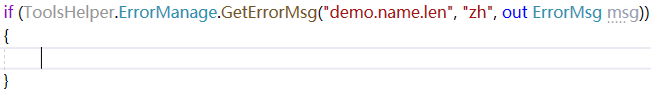 if (ToolsHelper.ErrorManage.GetErrorMsg("demo.name.len", "zh", out ErrorMsg msg))
{
}